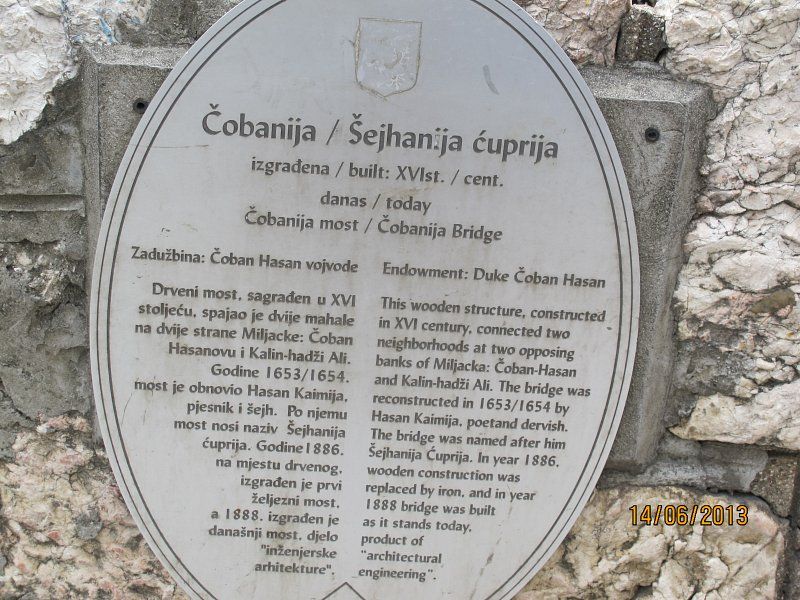 Čobanija / Šejhanija ćuprija
izgrađena / built: XVIst. / cent.
danas / today
Čobanija most / Čobanija Bridge
Zadužbina: Čoban Hasan vojvode
Drveni most, sagrađen u XVI
stoljeću, spajao je dvije mahale
na dvije strane Miljacke: Čoban
Hasanovu i Kalin-hadži Ali.
Godine 1653/1654.
most je obnovio Hasan Kaimija,
pjesnik i šejh. Po njemu
most nosi naziv Šejhanija
ćuprija. Godine1886.
na mjestu drvenog,
izgrađen je prvi
željezni most,
a 1888. izgrađen je
današnji most, djelo
"inženjerske
arhitekture".
Endowment: Duke Čoban Hasan
This wooden structure, constructed
in XVI century, connected two
neighborhoods at two opposing
banks of Miljacka: Čoban-Hasan
and Kalin-hadži Ali. The bridge was
reconstructed in 1653/1654 by
Hasan Kaimija, poetand dervish.
The bridge was named after him
Šejhanija Ćuprija. In year 1886.
wooden construction was
replaced by iron, and in year
1888 bridge was built
as it stands today,
product of
"architectural
engineering".
14/06/2013